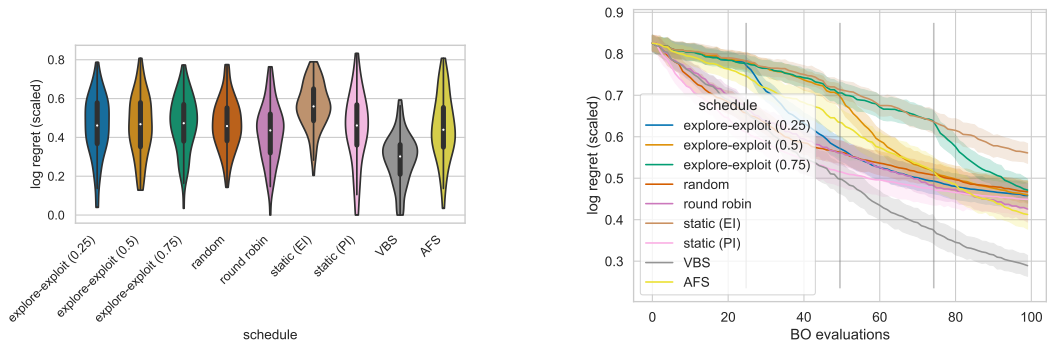 log regret (scaled)
0.8
0.6
0.4
0.2
0.0
explore-exploit (0.25)
explore-exploit (0.5)
explore-exploit (0.75)
random
round robin
static (EI)
static (PI)
VBS
AFS
schedule
log regret (scaled)
0.9
0.8
0.7
0.6
0.5
0.4
0.3
schedule
explore-exploit (0.25)
explore-exploit (0.5)
explore-exploit (0.75)
random
round robin
static (EI)
static (PI)
VBS
AFS
0 20 40 60 80 100
BO evaluations